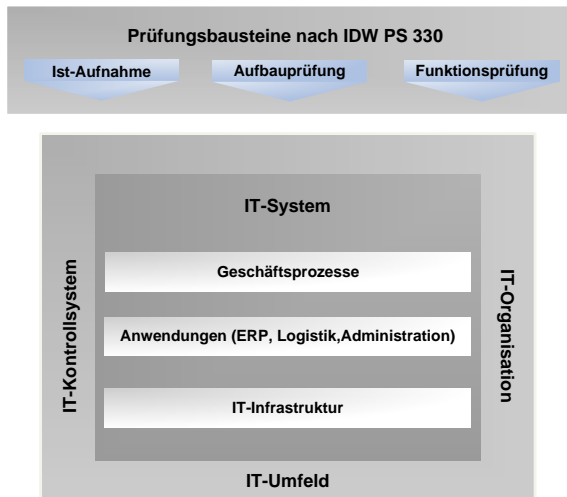 Prüfungsbausteine nach IDW PS 330
Ist-Aufnahme
Aufbauprüfung
Funktionsprüfung
IT-System
IT-Kontrollsystem
Geschäftsprozesse
Anwendungen (ERP, Logistik,Administration)
IT-Infrastruktur
IT-Organisation
IT-Umfeld